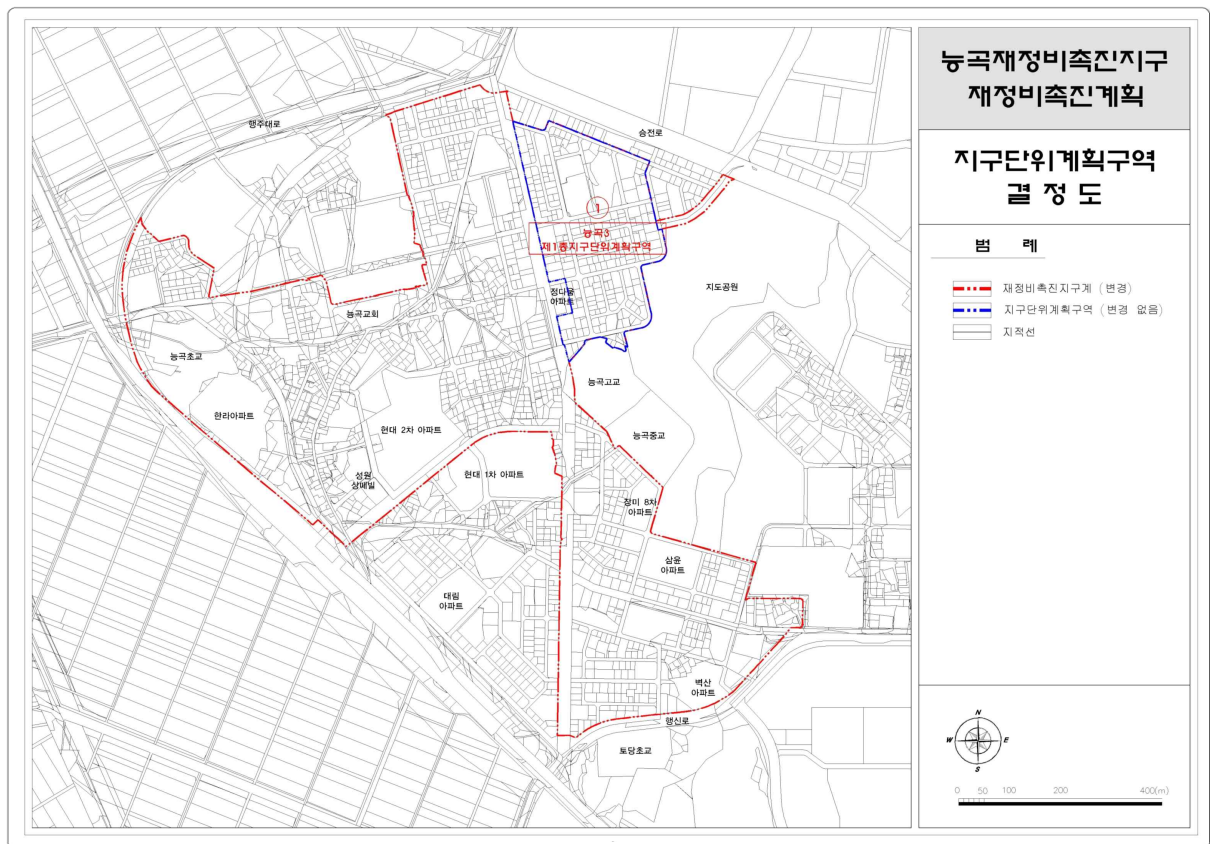 능곡재정비촉진지구
재정비촉진계획
지구단위계획구역
결정도
범 례
재정비촉진지구계 (변경)
지구단위계획구역 (변경 없음)
지적선
행주대로
승전로
①
능곡3
제1종지구단위계획구역
정다운
아파트
지도공원
능곡교회
능곡초교
능곡고교
한라아파트
현대 2차 아파트
능곡중교
성원
상떼빌
현대 1차 아파트
장미 8차
아파트
삼윤
아파트
대림
아파트
벽산
아파트
행신로
토당초교
N
W
E
S
0 50 100 200 400(m)